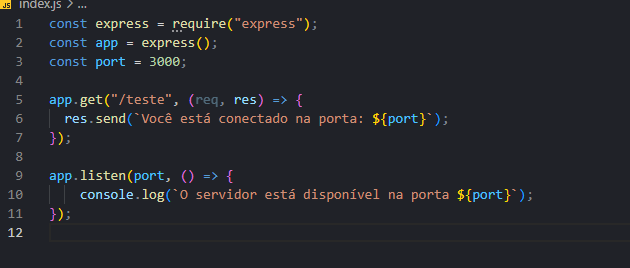 JS index.js > ...
1 const express = require("express");
2 const app = express();
3 const port = 3000;
4
5 app.get("/teste", (req, res) => {
6 res.send(`Você está conectado na porta: ${port}`);
7 });
8
9 app.listen(port, () => {
10 console.log(`O servidor está disponível na porta ${port}`);
11 });
12